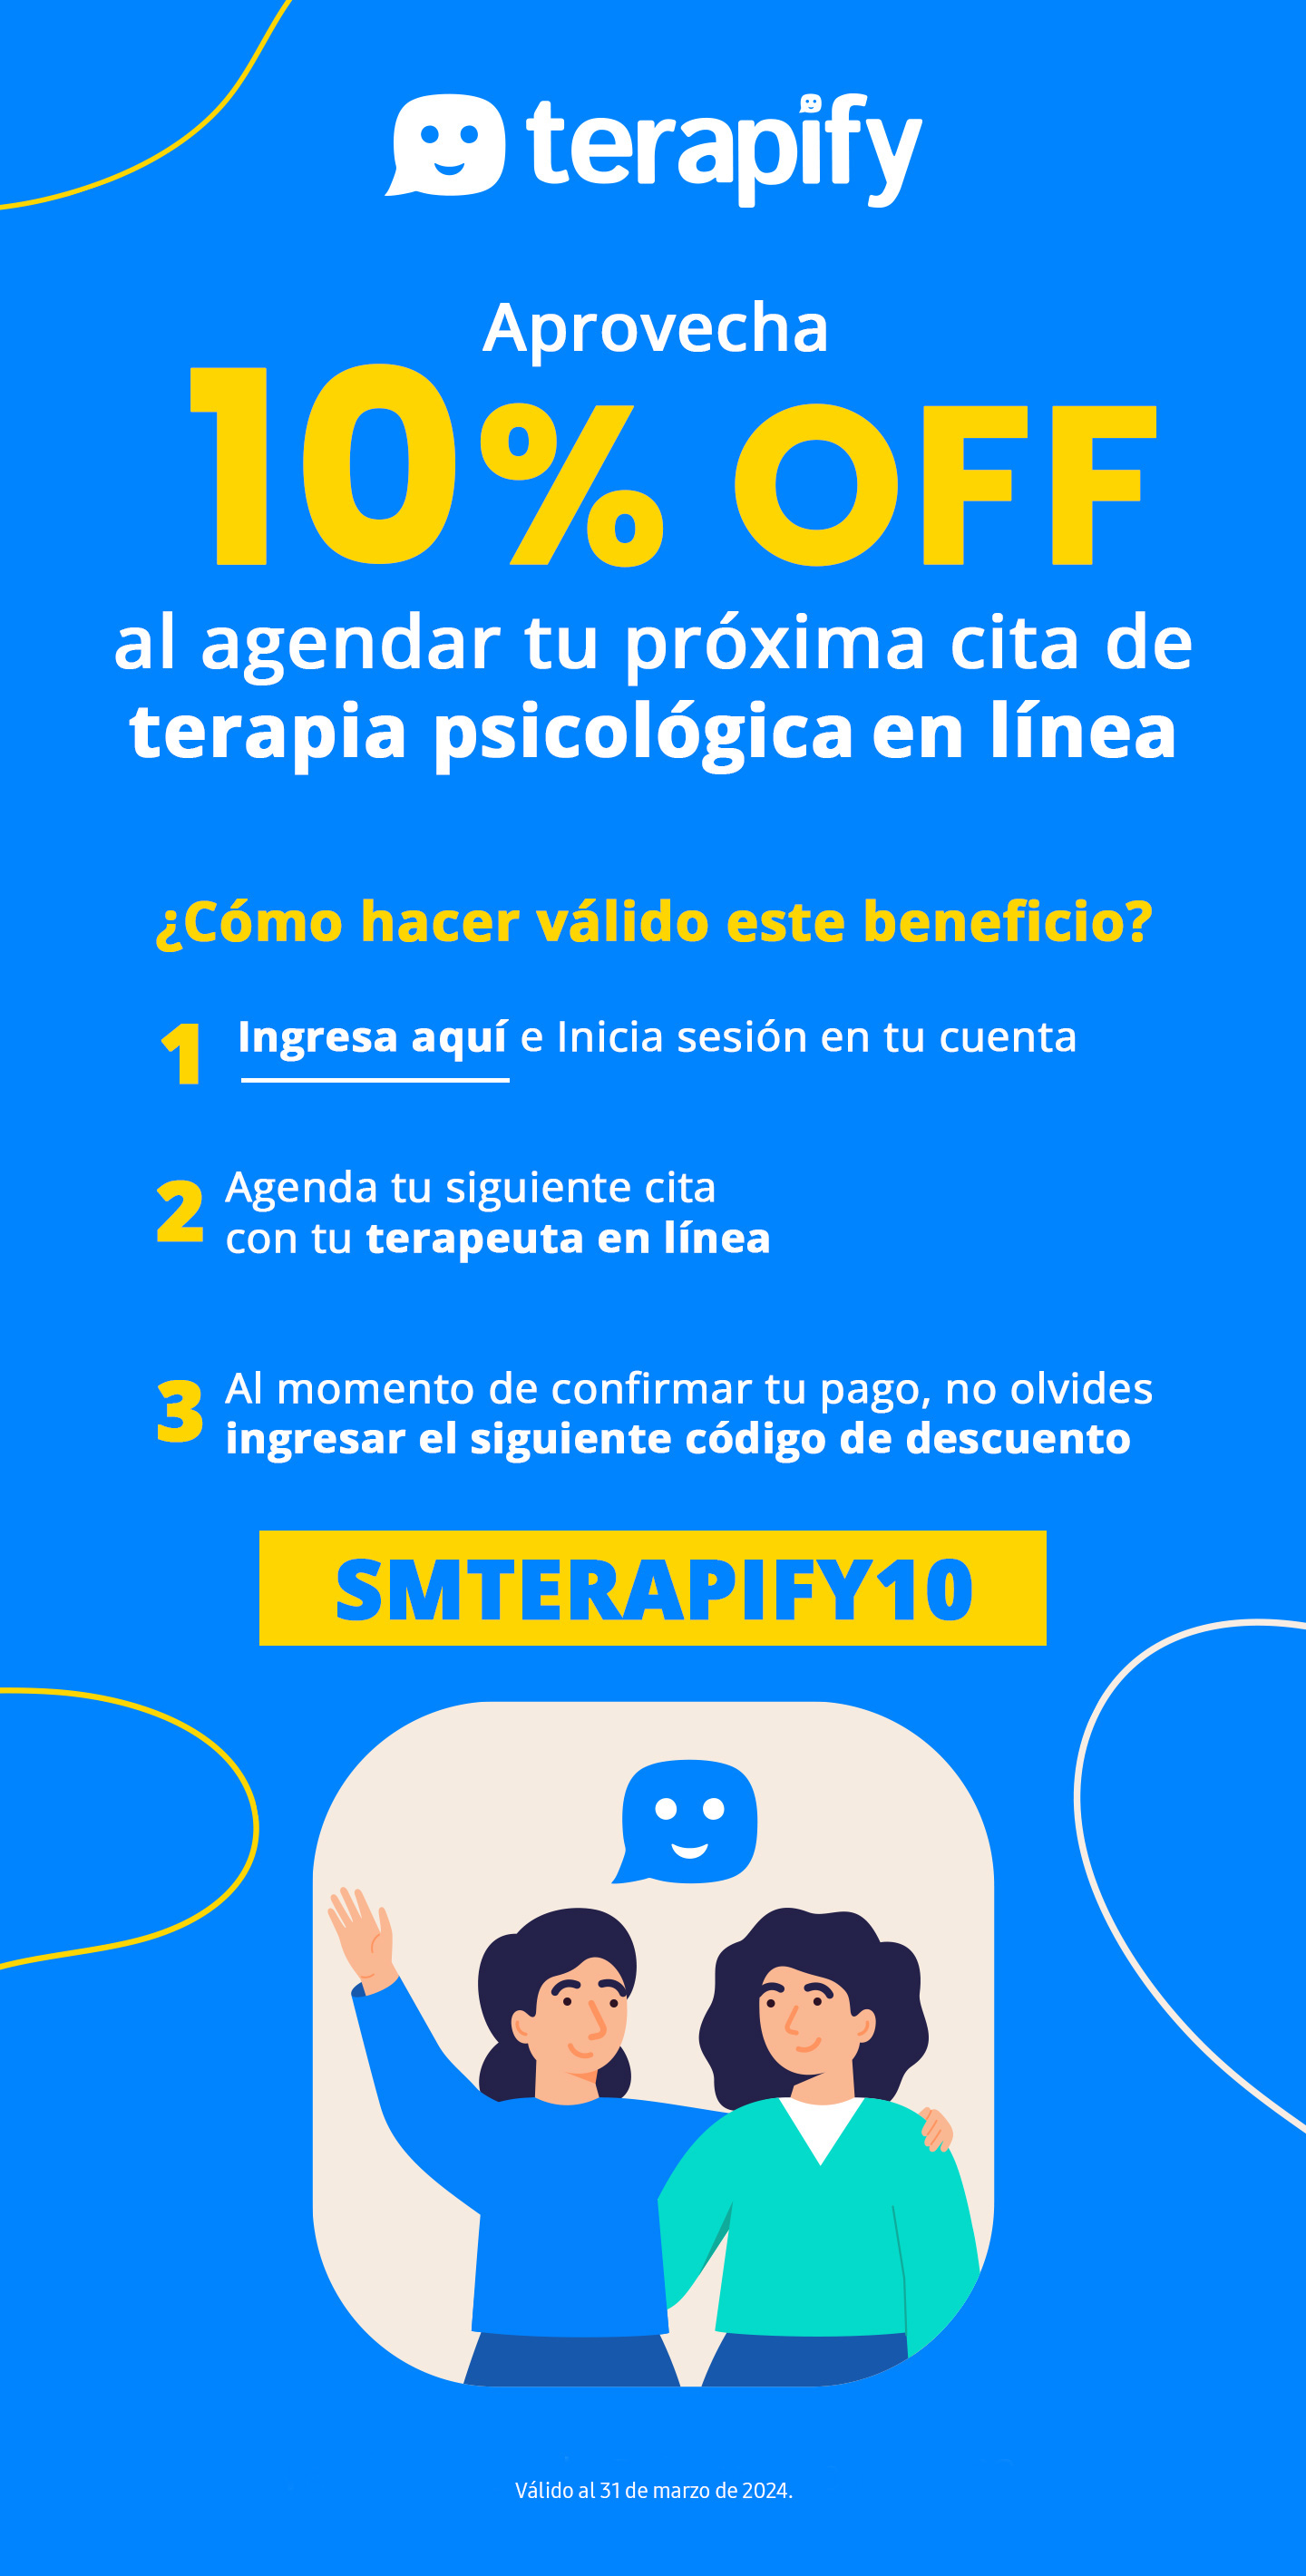 terapify
Aprovecha
10% OFF
al agendar tu próxima cita de
terapia psicológica en línea
¿Cómo hacer válido este beneficio?
1 Ingresa aquí e Inicia sesión en tu cuenta
2 Agenda tu siguiente cita
con tu terapeuta en línea
3 Al momento de confirmar tu pago, no olvides
ingresar el siguiente código de descuento
SMTERAPIFY10
Válido al 31 de marzo de 2024.